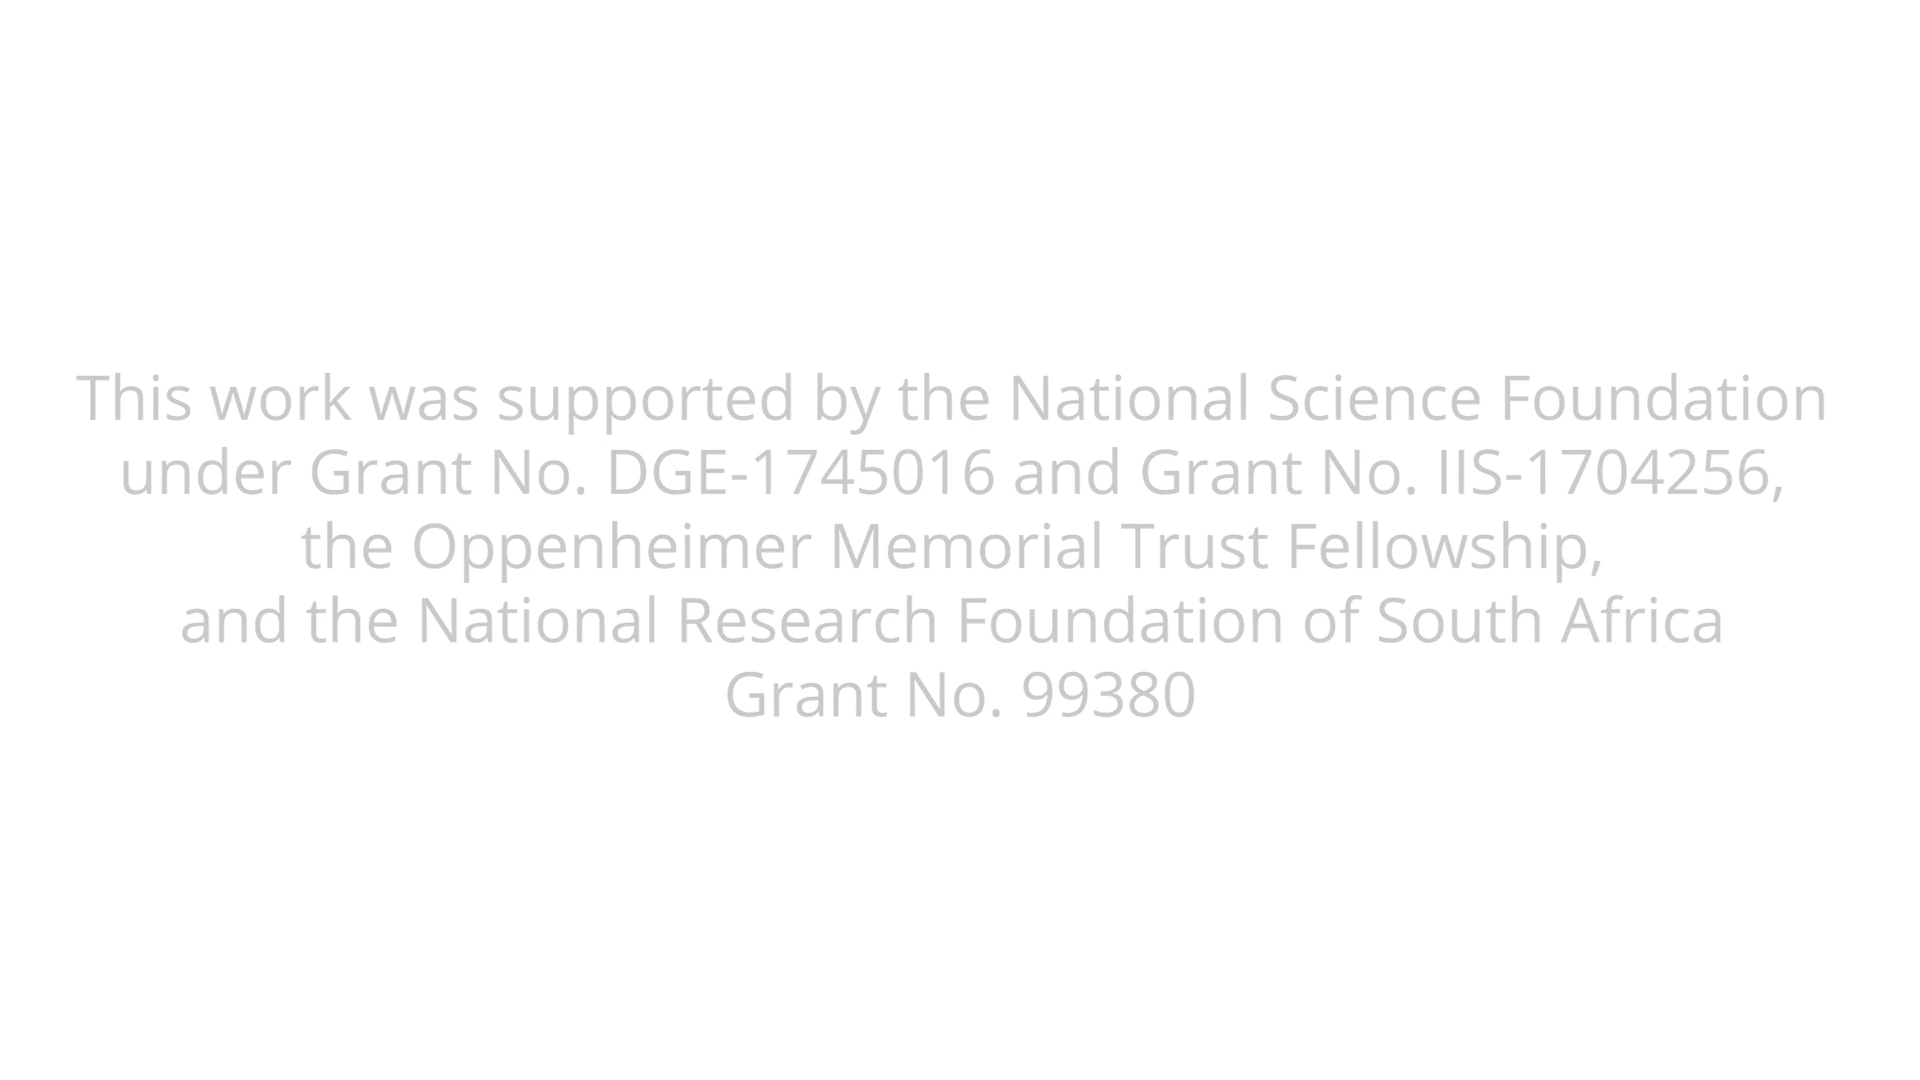 This work was supported by the National Science Foundation
under Grant No. DGE-1745016 and Grant No. IIS-1704256,
the Oppenheimer Memorial Trust Fellowship,
and the National Research Foundation of South Africa
Grant No. 99380